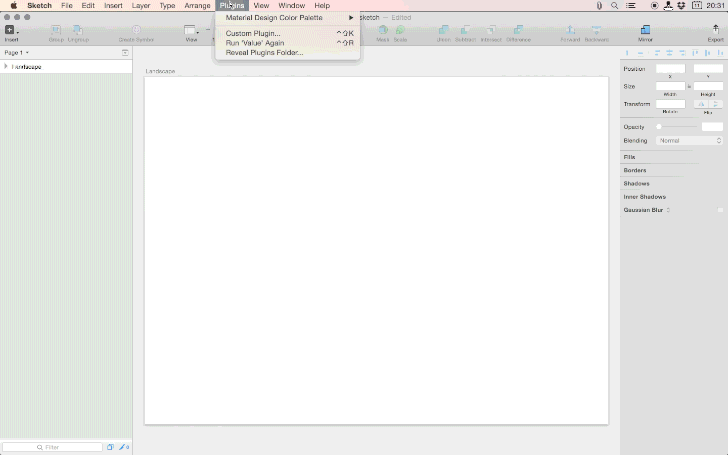 Sketch File Edit Insert Layer Type Arrange Plugins View Window Help 20:31
sketch — Edited
Material Design Color Palette
Custom Plugin... ⌃⇧K
Run 'Value' Again ⌃⇧R
Reveal Plugins Folder...
Insert Group Ungroup Create Symbol View Mask Scale Union Subtract Intersect Difference Forward Backward Mirror Export
Page 1
Landscape
Landscape
Position
X Y
Size
Width Height
Transform
Rotate Flip
Opacity
Blending Normal
Fills
Borders
Shadows
Inner Shadows
Gaussian Blur
Filter